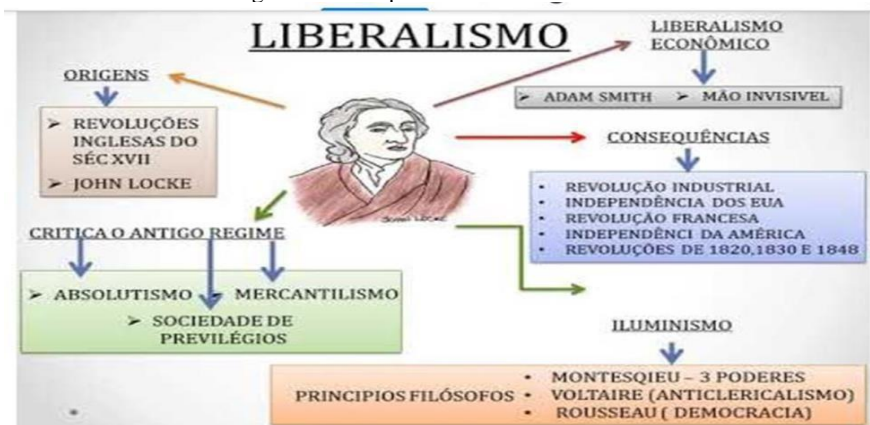 LIBERALISMO
LIBERALISMO
ECONÔMICO
➢ ADAM SMITH ➢ MÃO INVISIVEL
ORIGENS
➢ REVOLUÇÕES
INGLESAS DO
SÉC XVII
➢ JOHN LOCKE
CONSEQUÊNCIAS
• REVOLUÇÃO INDUSTRIAL
• INDEPENDÊNCIA DOS EUA
• REVOLUÇÃO FRANCESA
• INDEPENDÊNCI DA AMÉRICA
• REVOLUÇÕES DE 1820,1830 E 1848
JOHN LOCKE
CRITICA O ANTIGO REGIME
➢ ABSOLUTISMO ➢ MERCANTILISMO
➢ SOCIEDADE DE
PREVILÉGIOS
ILUMINISMO
PRINCIPIOS FILÓSOFOS
• MONTESQIEU – 3 PODERES
• VOLTAIRE (ANTICLERICALISMO)
• ROUSSEAU ( DEMOCRACIA)